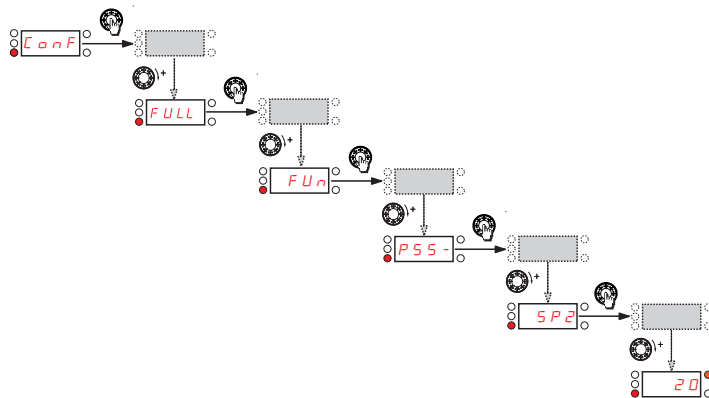 ConF
+
FULL
+
FUn
+
PSS-
+
SP2
+
20